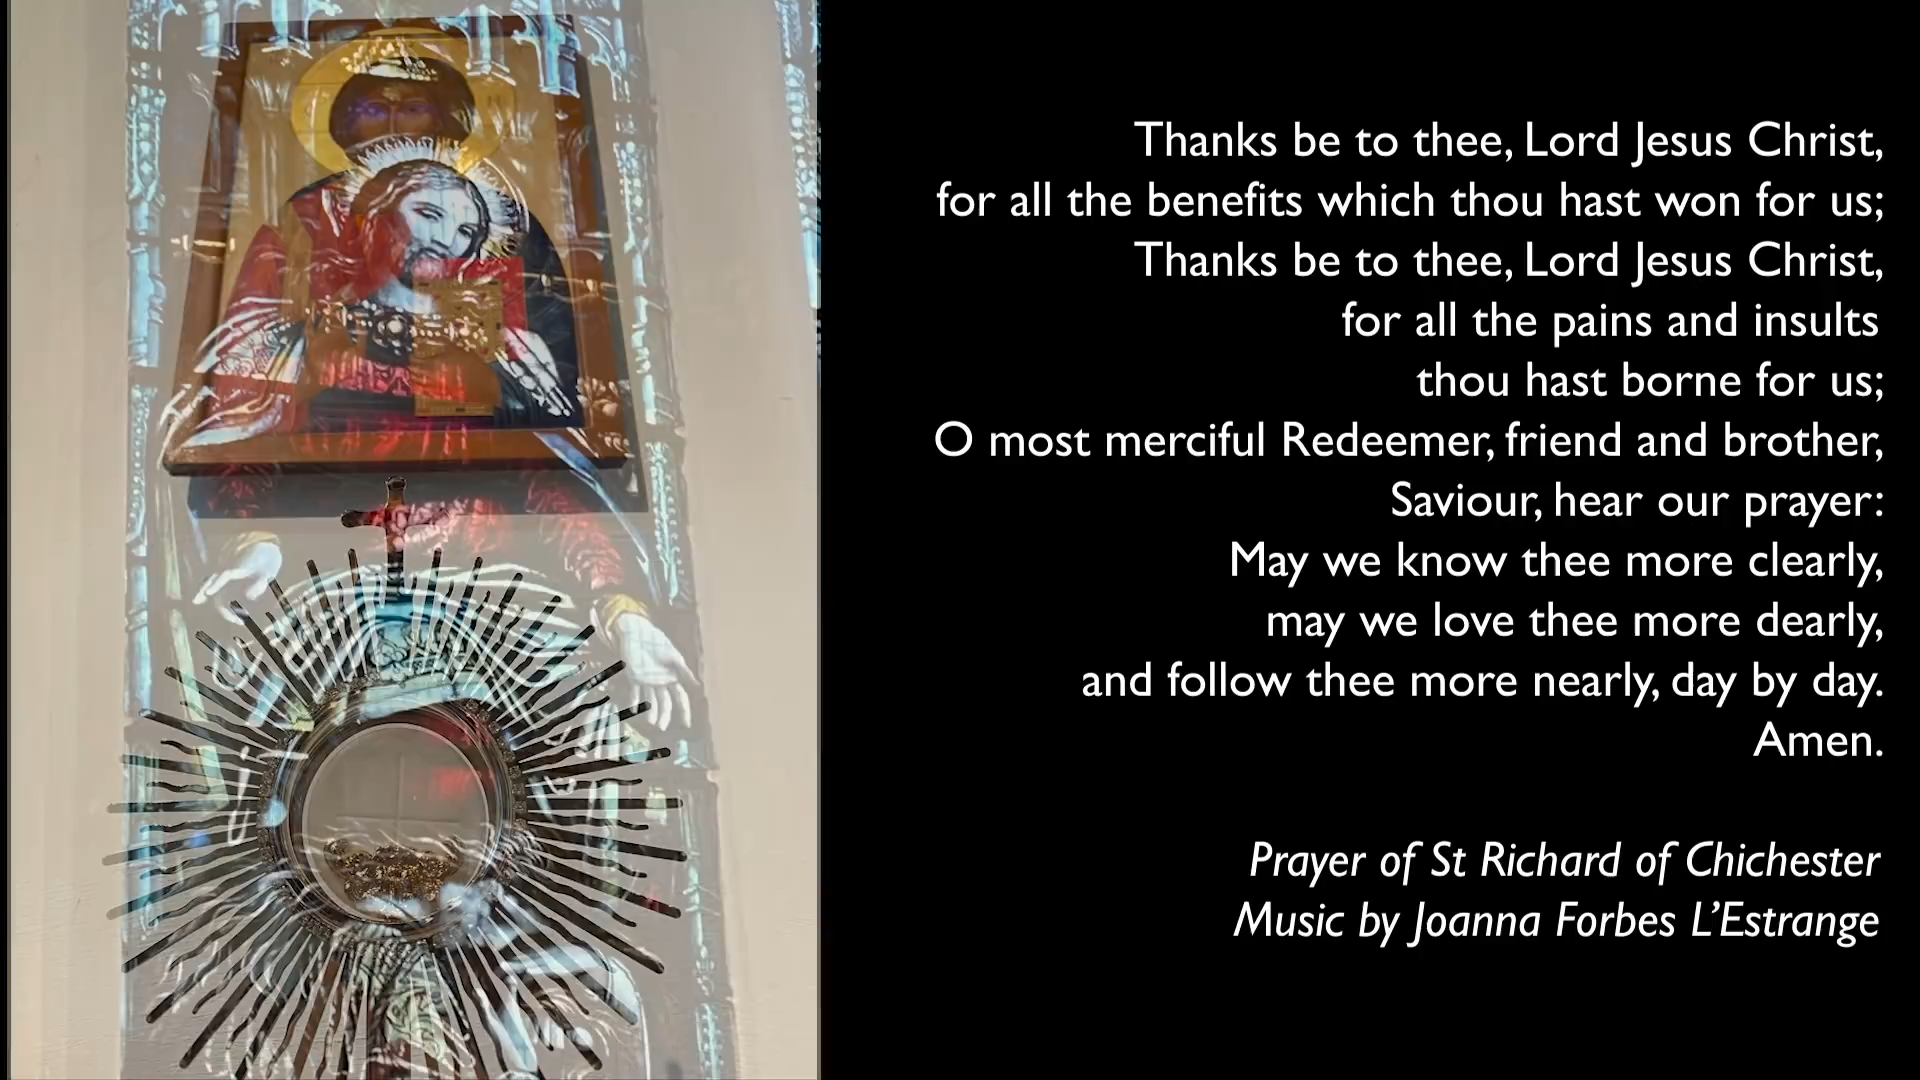 Thanks be to thee, Lord Jesus Christ,
for all the benefits which thou hast won for us;
Thanks be to thee, Lord Jesus Christ,
for all the pains and insults
thou hast borne for us;
O most merciful Redeemer, friend and brother,
Saviour, hear our prayer:
May we know thee more clearly,
may we love thee more dearly,
and follow thee more nearly, day by day.
Amen.
Prayer of St Richard of Chichester
Music by Joanna Forbes L’Estrange